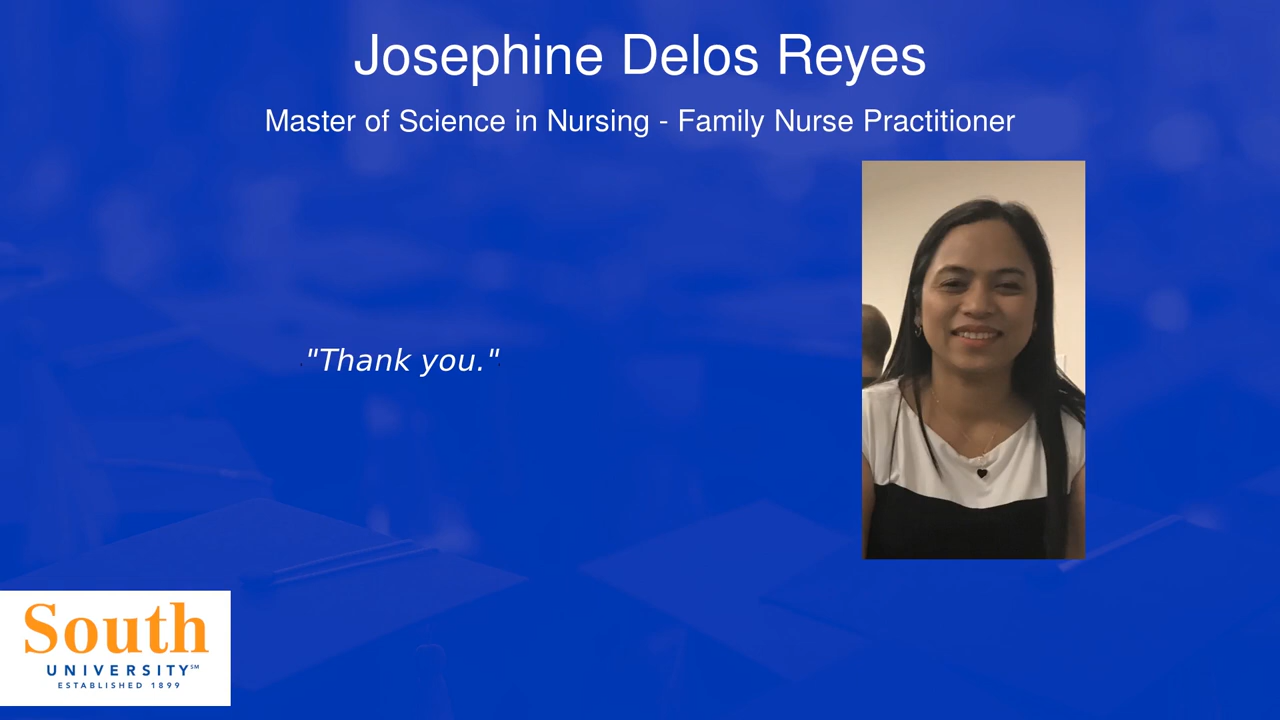 Josephine Delos Reyes
Master of Science in Nursing - Family Nurse Practitioner
"Thank you."
South
UNIVERSITY℠
ESTABLISHED 1899